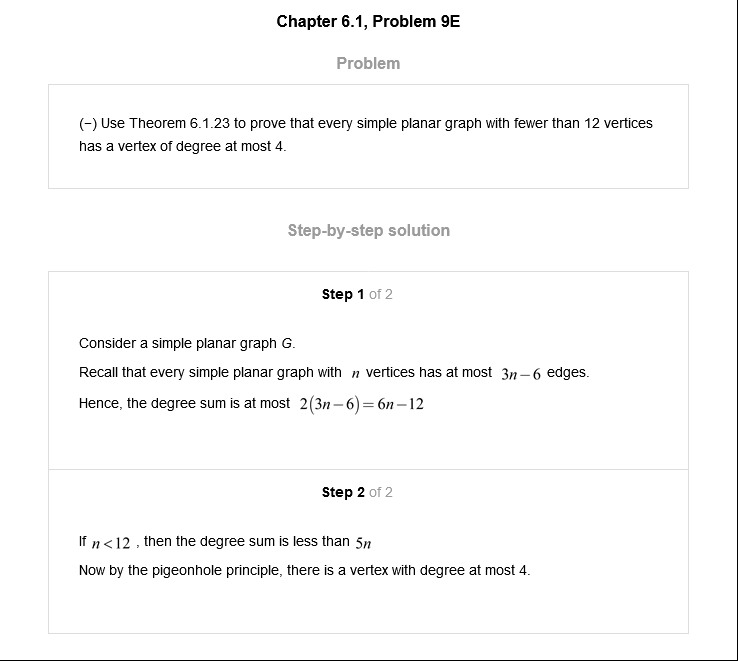 Chapter 6.1, Problem 9E
Problem
(−) Use Theorem 6.1.23 to prove that every simple planar graph with fewer than 12 vertices
has a vertex of degree at most 4.
Step-by-step solution
Step 1 of 2
Consider a simple planar graph G.
Recall that every simple planar graph with n vertices has at most 3n−6 edges.
Hence, the degree sum is at most 2(3n−6)=6n−12
Step 2 of 2
If n<12 , then the degree sum is less than 5n
Now by the pigeonhole principle, there is a vertex with degree at most 4.